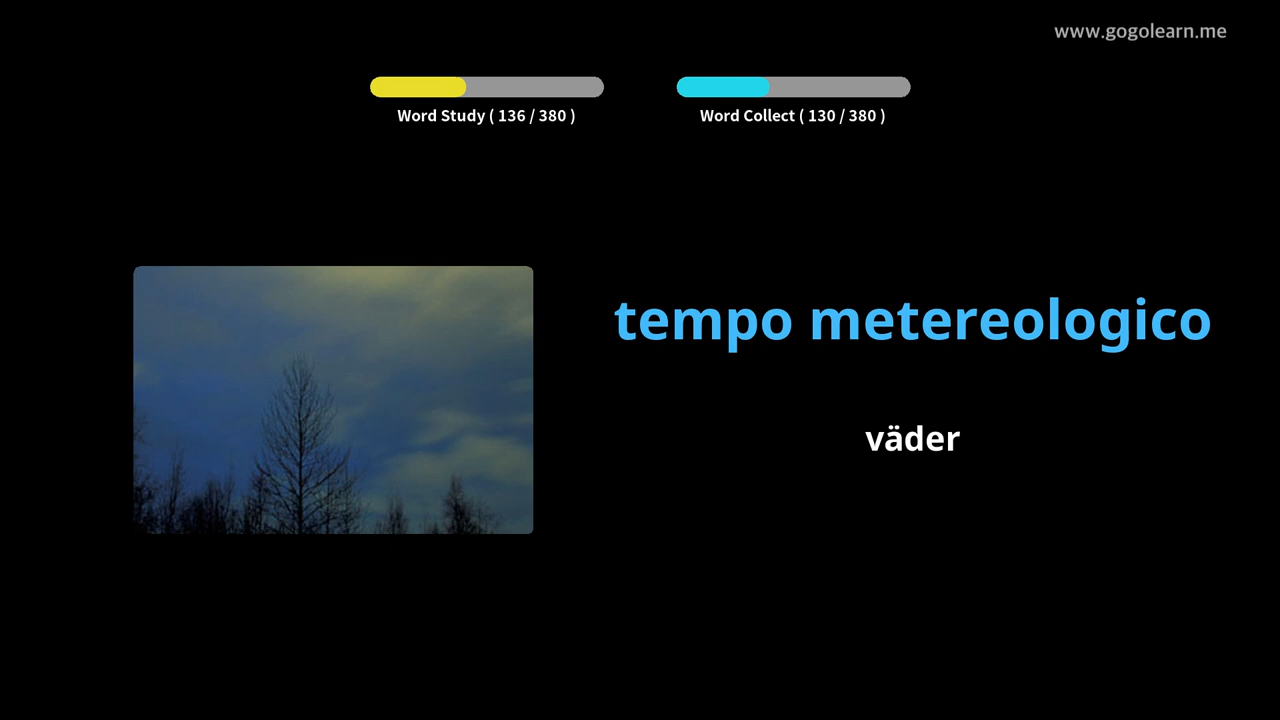 www.gogolearn.me
Word Study ( 136 / 380 )
Word Collect ( 130 / 380 )
tempo metereologico
väder